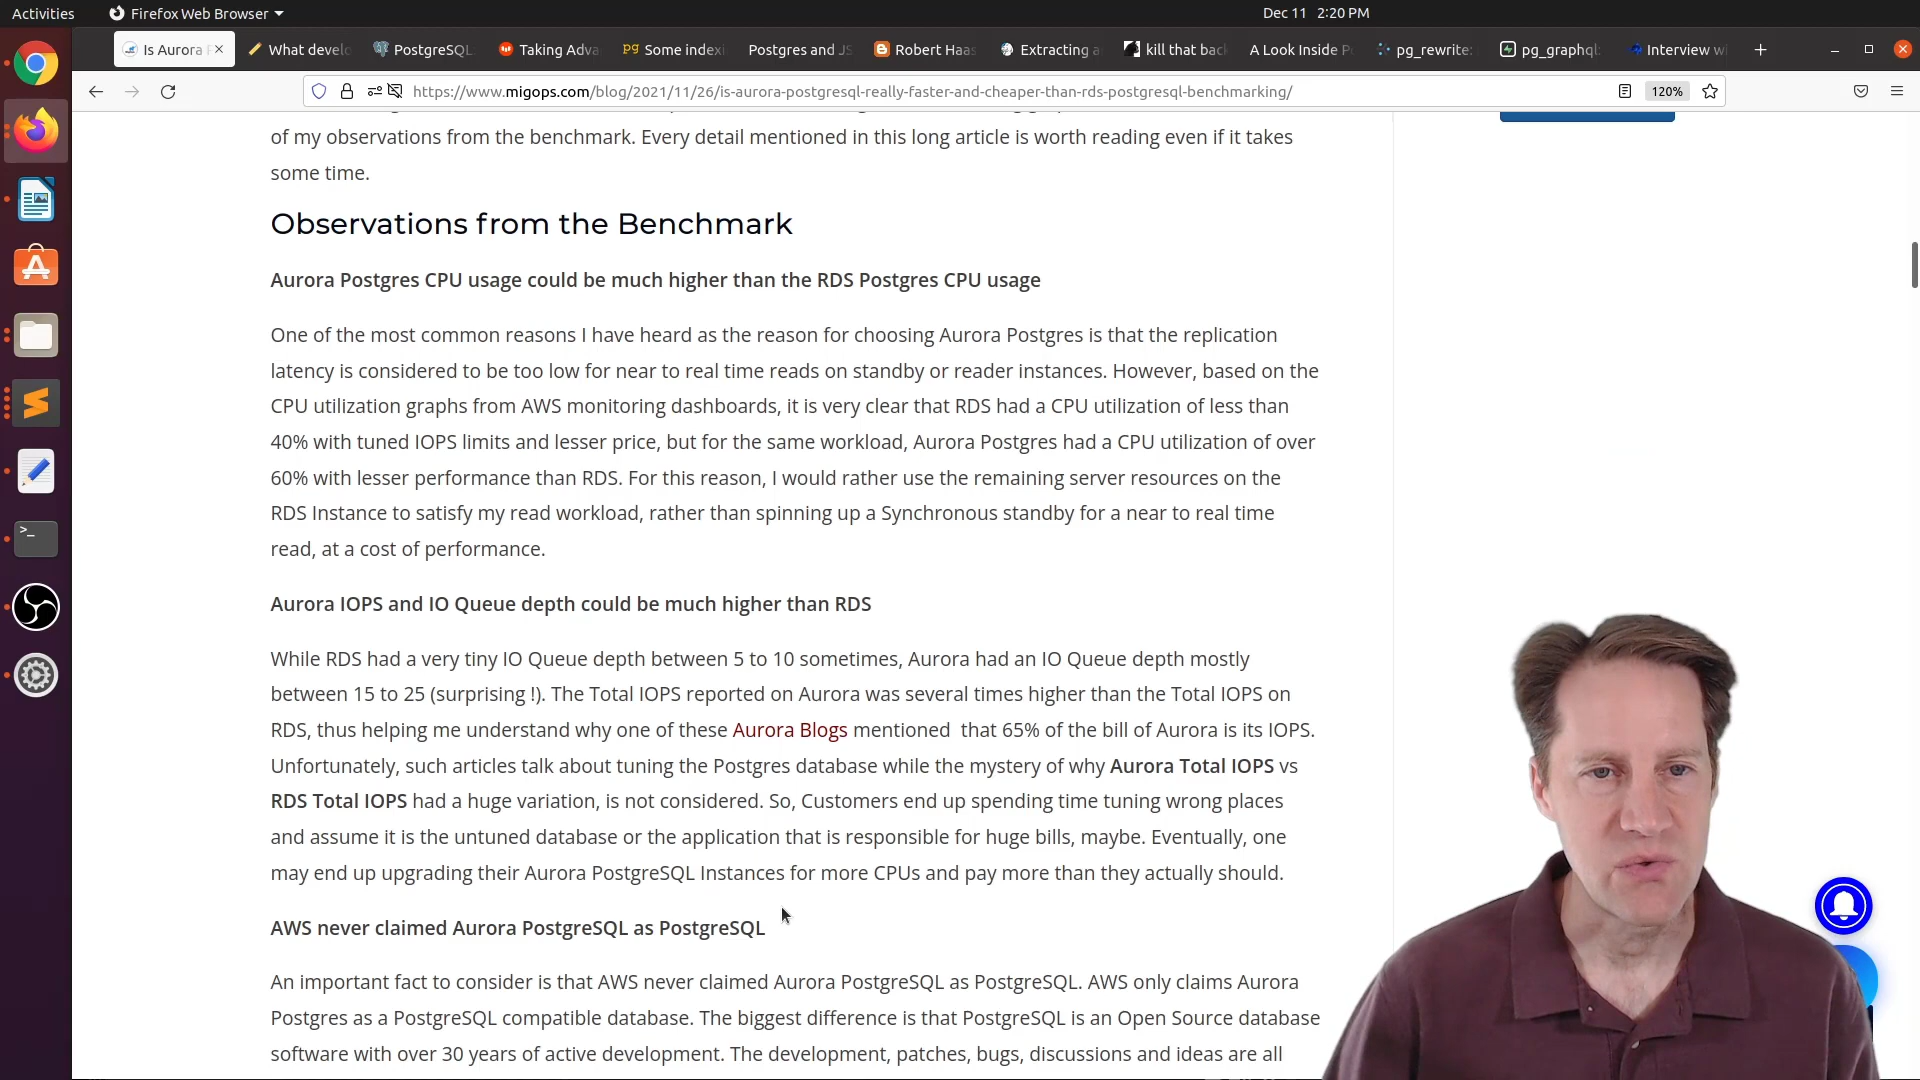 Activities
Firefox Web Browser
Dec 11 2:20 PM
Is Aurora
What develo
PostgreSQL
Taking Adva
Some indexi
Postgres and JS
Robert Haas
Extracting a
kill that back
A Look Inside P
pg_rewrite:
pg_graphql:
Interview wi
https://www.migops.com/blog/2021/11/26/is-aurora-postgresql-really-faster-and-cheaper-than-rds-postgresql-benchmarking/
120%
of my observations from the benchmark. Every detail mentioned in this long article is worth reading even if it takes
some time.
Observations from the Benchmark
Aurora Postgres CPU usage could be much higher than the RDS Postgres CPU usage
One of the most common reasons I have heard as the reason for choosing Aurora Postgres is that the replication
latency is considered to be too low for near to real time reads on standby or reader instances. However, based on the
CPU utilization graphs from AWS monitoring dashboards, it is very clear that RDS had a CPU utilization of less than
40% with tuned IOPS limits and lesser price, but for the same workload, Aurora Postgres had a CPU utilization of over
60% with lesser performance than RDS. For this reason, I would rather use the remaining server resources on the
RDS Instance to satisfy my read workload, rather than spinning up a Synchronous standby for a near to real time
read, at a cost of performance.
Aurora IOPS and IO Queue depth could be much higher than RDS
While RDS had a very tiny IO Queue depth between 5 to 10 sometimes, Aurora had an IO Queue depth mostly
between 15 to 25 (surprising !). The Total IOPS reported on Aurora was several times higher than the Total IOPS on
RDS, thus helping me understand why one of these Aurora Blogs mentioned that 65% of the bill of Aurora is its IOPS.
Unfortunately, such articles talk about tuning the Postgres database while the mystery of why Aurora Total IOPS vs
RDS Total IOPS had a huge variation, is not considered. So, Customers end up spending time tuning wrong places
and assume it is the untuned database or the application that is responsible for huge bills, maybe. Eventually, one
may end up upgrading their Aurora PostgreSQL Instances for more CPUs and pay more than they actually should.
AWS never claimed Aurora PostgreSQL as PostgreSQL
An important fact to consider is that AWS never claimed Aurora PostgreSQL as PostgreSQL. AWS only claims Aurora
Postgres as a PostgreSQL compatible database. The biggest difference is that PostgreSQL is an Open Source database
software with over 30 years of active development. The development, patches, bugs, discussions and ideas are all